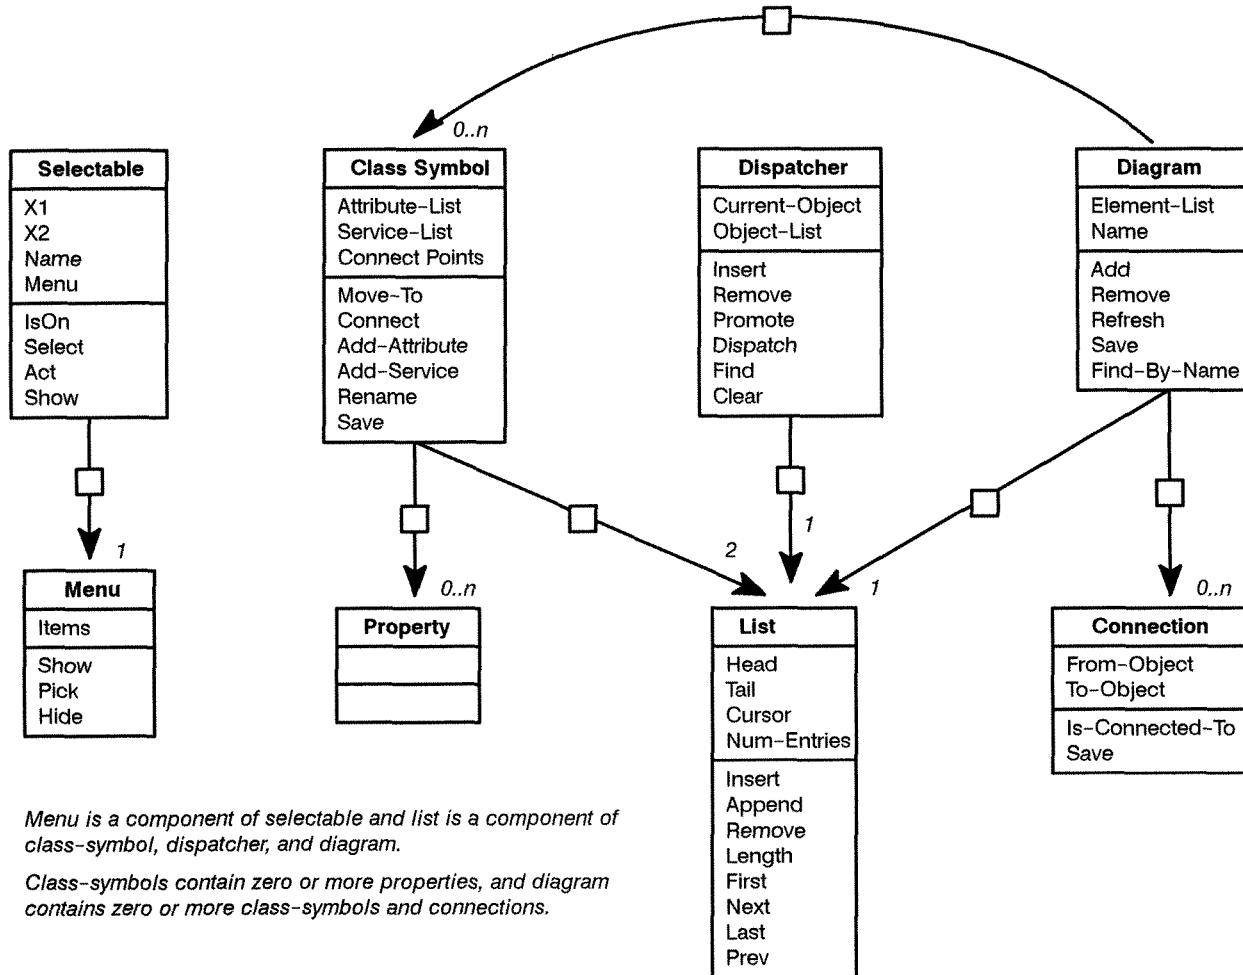 0..n
Selectable
X1
X2
Name
Menu
IsOn
Select
Act
Show
Class Symbol
Attribute-List
Service-List
Connect Points
Move-To
Connect
Add-Attribute
Add-Service
Rename
Save
Dispatcher
Current-Object
Object-List
Insert
Remove
Promote
Dispatch
Find
Clear
Diagram
Element-List
Name
Add
Remove
Refresh
Save
Find-By-Name
1
0..n
2
1
1
0..n
Menu
Items
Show
Pick
Hide
Property
List
Head
Tail
Cursor
Num-Entries
Insert
Append
Remove
Length
First
Next
Last
Prev
Connection
From-Object
To-Object
Is-Connected-To
Save
Menu is a component of selectable and list is a component of
class-symbol, dispatcher, and diagram.
Class-symbols contain zero or more properties, and diagram
contains zero or more class-symbols and connections.